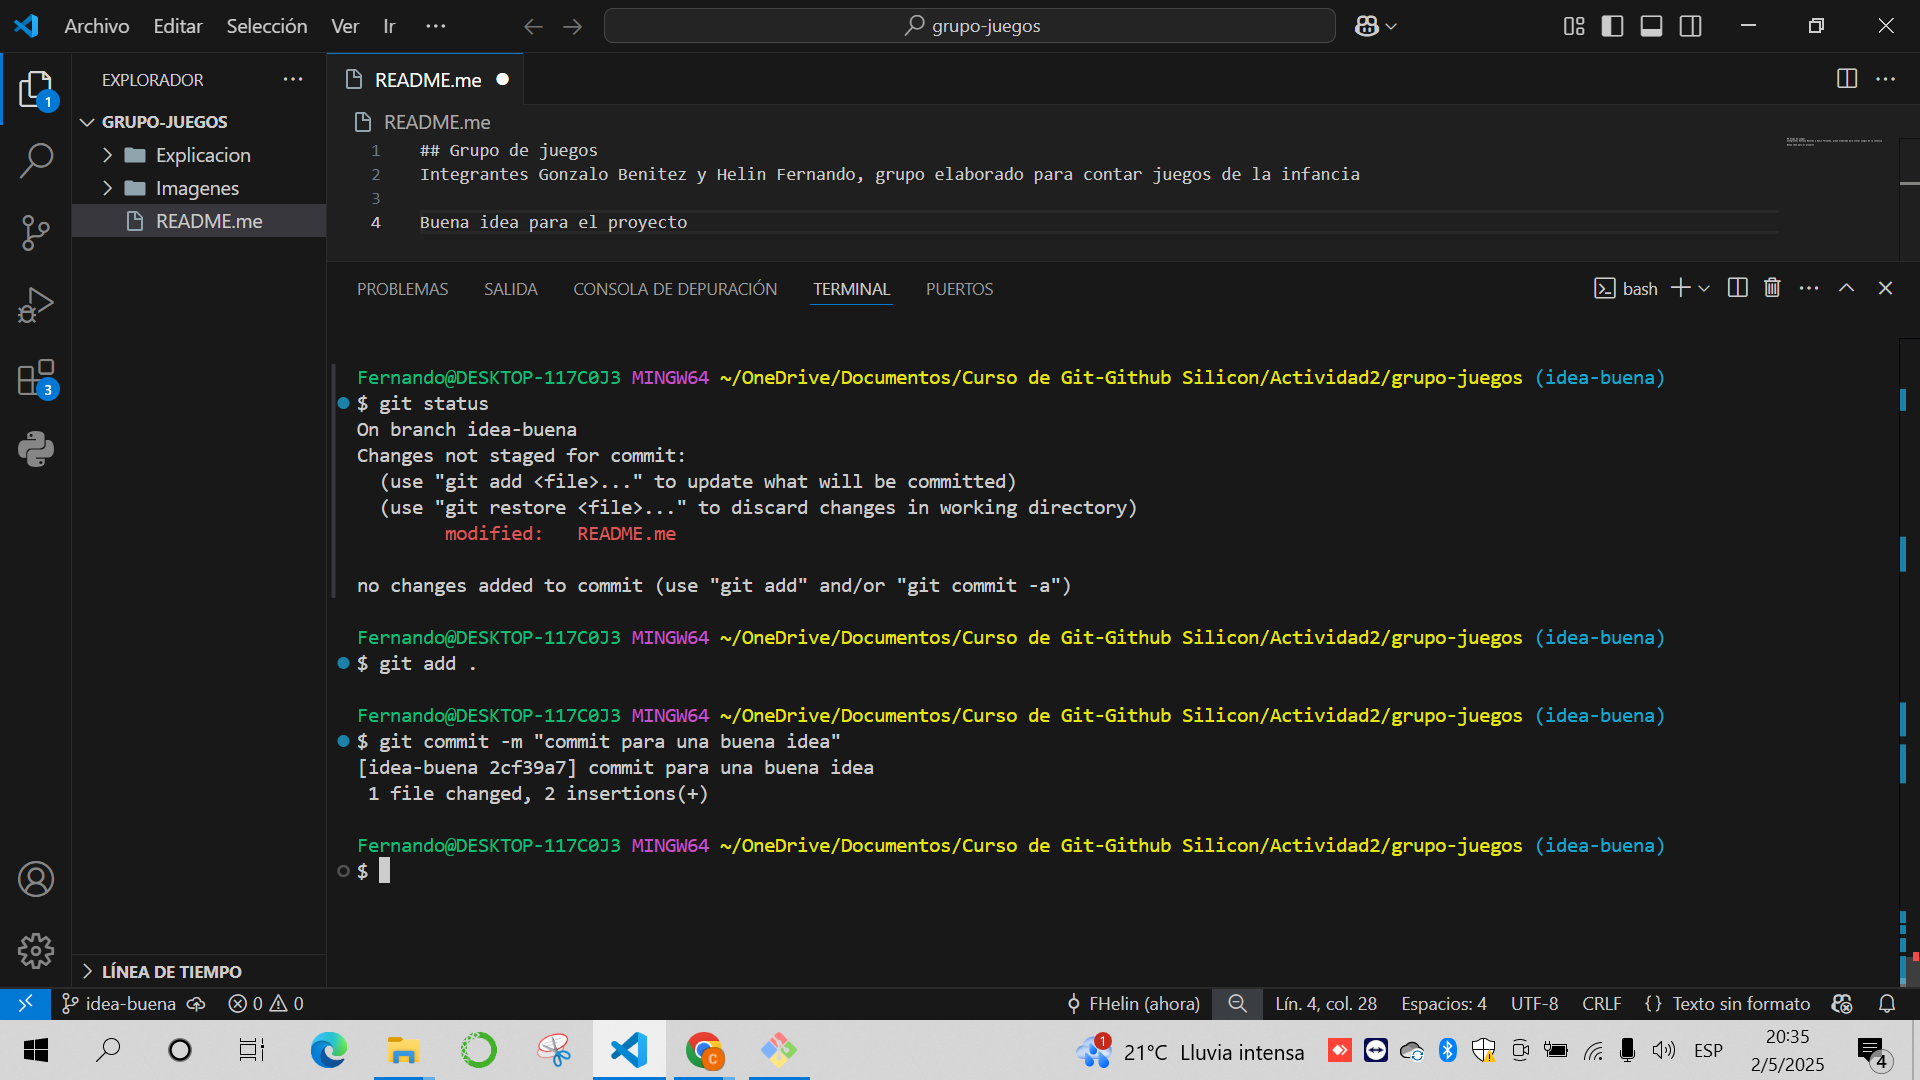 Archivo Editar Selección Ver Ir ···
grupo-juegos
EXPLORADOR ···
1
GRUPO-JUEGOS
Explicacion
Imagenes
README.me
3
README.me
README.me
1 ## Grupo de juegos
2 Integrantes Gonzalo Benitez y Helin Fernando, grupo elaborado para contar juegos de la infancia
3
4 Buena idea para el proyecto
PROBLEMAS SALIDA CONSOLA DE DEPURACIÓN TERMINAL PUERTOS
bash
Fernando@DESKTOP-117C0J3 MINGW64 ~/OneDrive/Documentos/Curso de Git-Github Silicon/Actividad2/grupo-juegos (idea-buena)
$ git status
On branch idea-buena
Changes not staged for commit:
(use "git add <file>..." to update what will be committed)
(use "git restore <file>..." to discard changes in working directory)
modified: README.me
no changes added to commit (use "git add" and/or "git commit -a")
Fernando@DESKTOP-117C0J3 MINGW64 ~/OneDrive/Documentos/Curso de Git-Github Silicon/Actividad2/grupo-juegos (idea-buena)
$ git add .
Fernando@DESKTOP-117C0J3 MINGW64 ~/OneDrive/Documentos/Curso de Git-Github Silicon/Actividad2/grupo-juegos (idea-buena)
$ git commit -m "commit para una buena idea"
[idea-buena 2cf39a7] commit para una buena idea
1 file changed, 2 insertions(+)
Fernando@DESKTOP-117C0J3 MINGW64 ~/OneDrive/Documentos/Curso de Git-Github Silicon/Actividad2/grupo-juegos (idea-buena)
$
LÍNEA DE TIEMPO
idea-buena 0 0
FHelin (ahora) Lín. 4, col. 28 Espacios: 4 UTF-8 CRLF {} Texto sin formato
C
1
21°C Lluvia intensa
ESP
20:35
2/5/2025
4